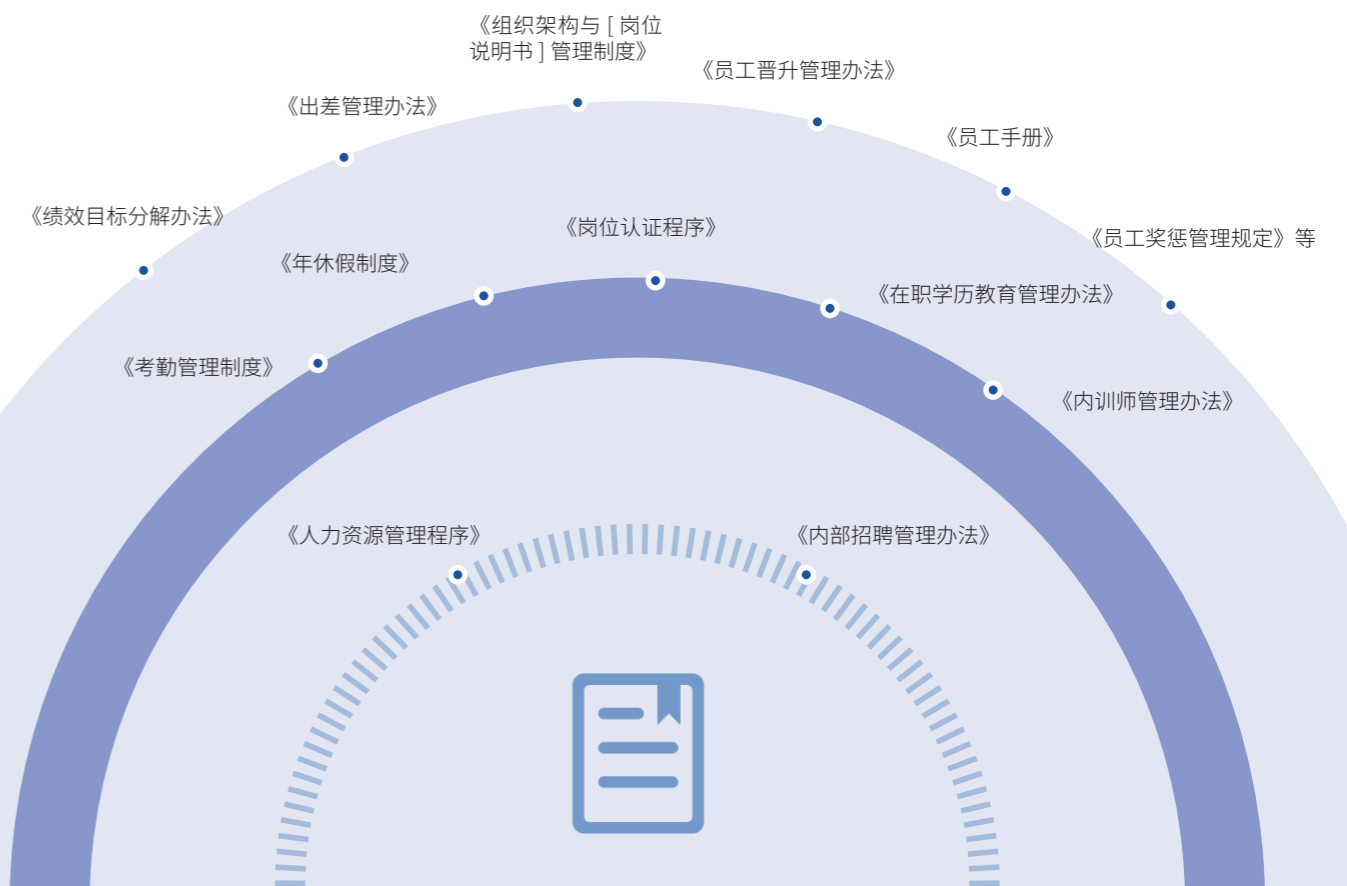 《组织架构与 [ 岗位
说明书 ] 管理制度》
《员工晋升管理办法》
《出差管理办法》
《员工手册》
《绩效目标分解办法》
《员工奖惩管理规定》等
《岗位认证程序》
《年休假制度》
《在职学历教育管理办法》
《考勤管理制度》
《内训师管理办法》
《人力资源管理程序》
《内部招聘管理办法》